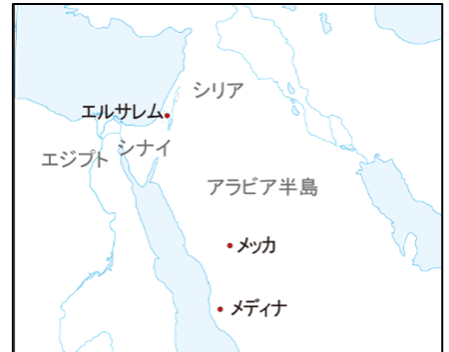 シリア
エルサレム
エジプト
シナイ
アラビア半島
メッカ
メディナ